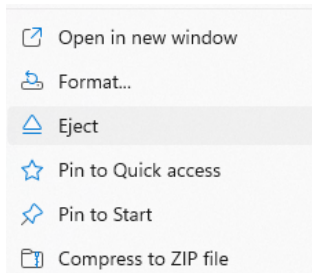 Open in new window
Format...
Eject
Pin to Quick access
Pin to Start
Compress to ZIP file